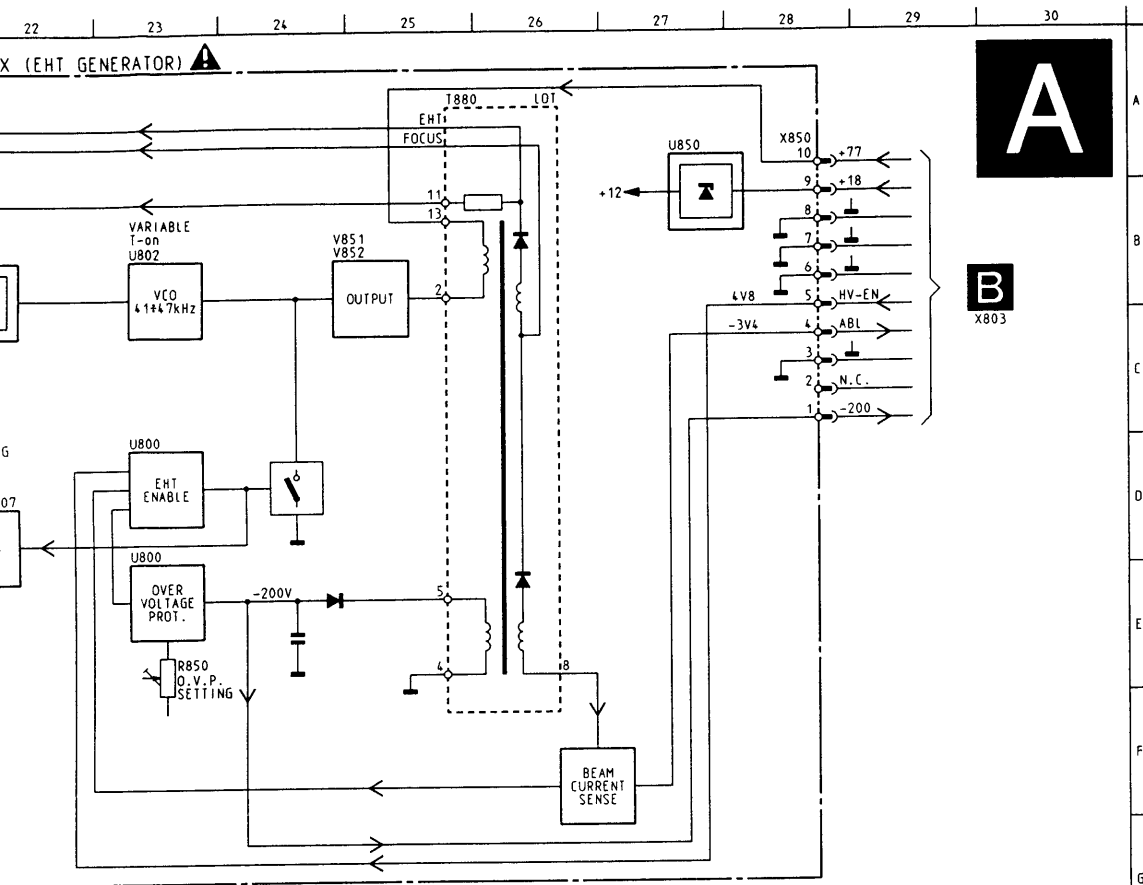 22 23 24 25 26 27 28 29 30
X (EHT GENERATOR)
A
A
T880 LOT
EHT
FOCUS
U850
X850
10 +77
+12
9 +18
11
13
8
VARIABLE
T-on
U802
V851
V852
7
B
6
VCO
41÷47kHz
OUTPUT
2
4V8
5 HV-EN
B
X803
-3V4
4 ABL
3
C
2 N.C.
1 -200
G
U800
EHT
ENABLE
07
D
U800
OVER
VOLTAGE
PROT.
-200V
5
E
R850
O.V.P.
SETTING
4
8
F
BEAM
CURRENT
SENSE
G